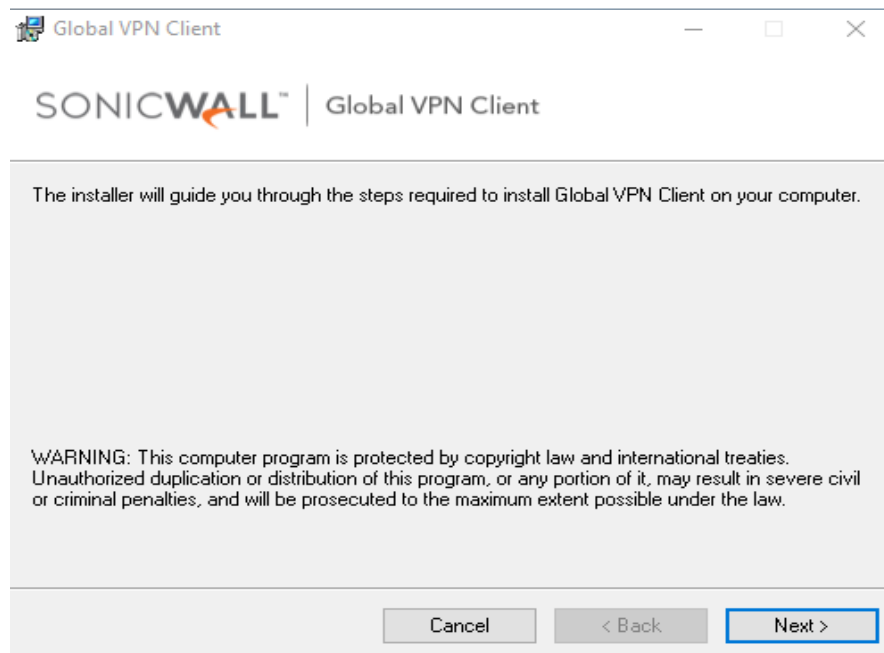 Global VPN Client
SONICWALL™ Global VPN Client
The installer will guide you through the steps required to install Global VPN Client on your computer.
WARNING: This computer program is protected by copyright law and international treaties.
Unauthorized duplication or distribution of this program, or any portion of it, may result in severe civil
or criminal penalties, and will be prosecuted to the maximum extent possible under the law.
Cancel < Back Next >